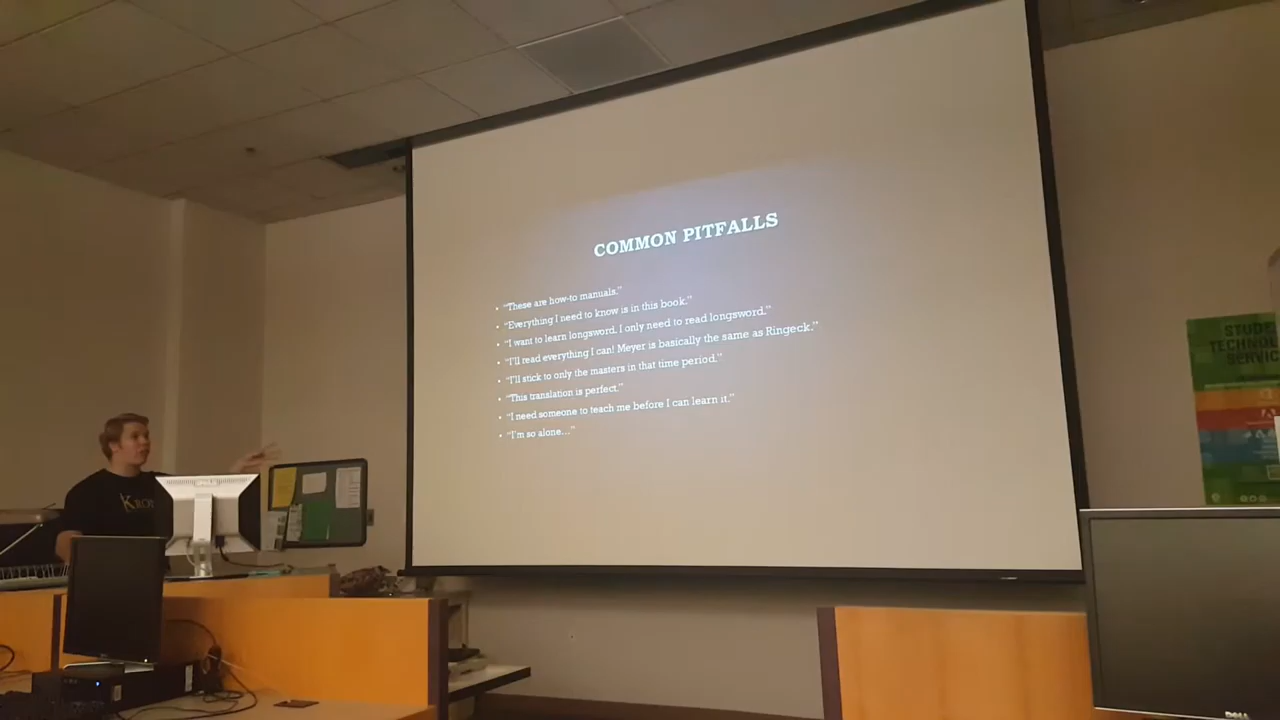 COMMON PITFALLS
• "These are how-to manuals."
• "Everything I need to know is in this book."
• "I want to learn longsword. I only need to read longsword."
• "I'll read everything I can! Meyer is basically the same as Ringeck."
• "I'll stick to only the masters in that time period."
• "This translation is perfect."
• "I need someone to teach me before I can learn it."
• "I'm so alone..."
DELL